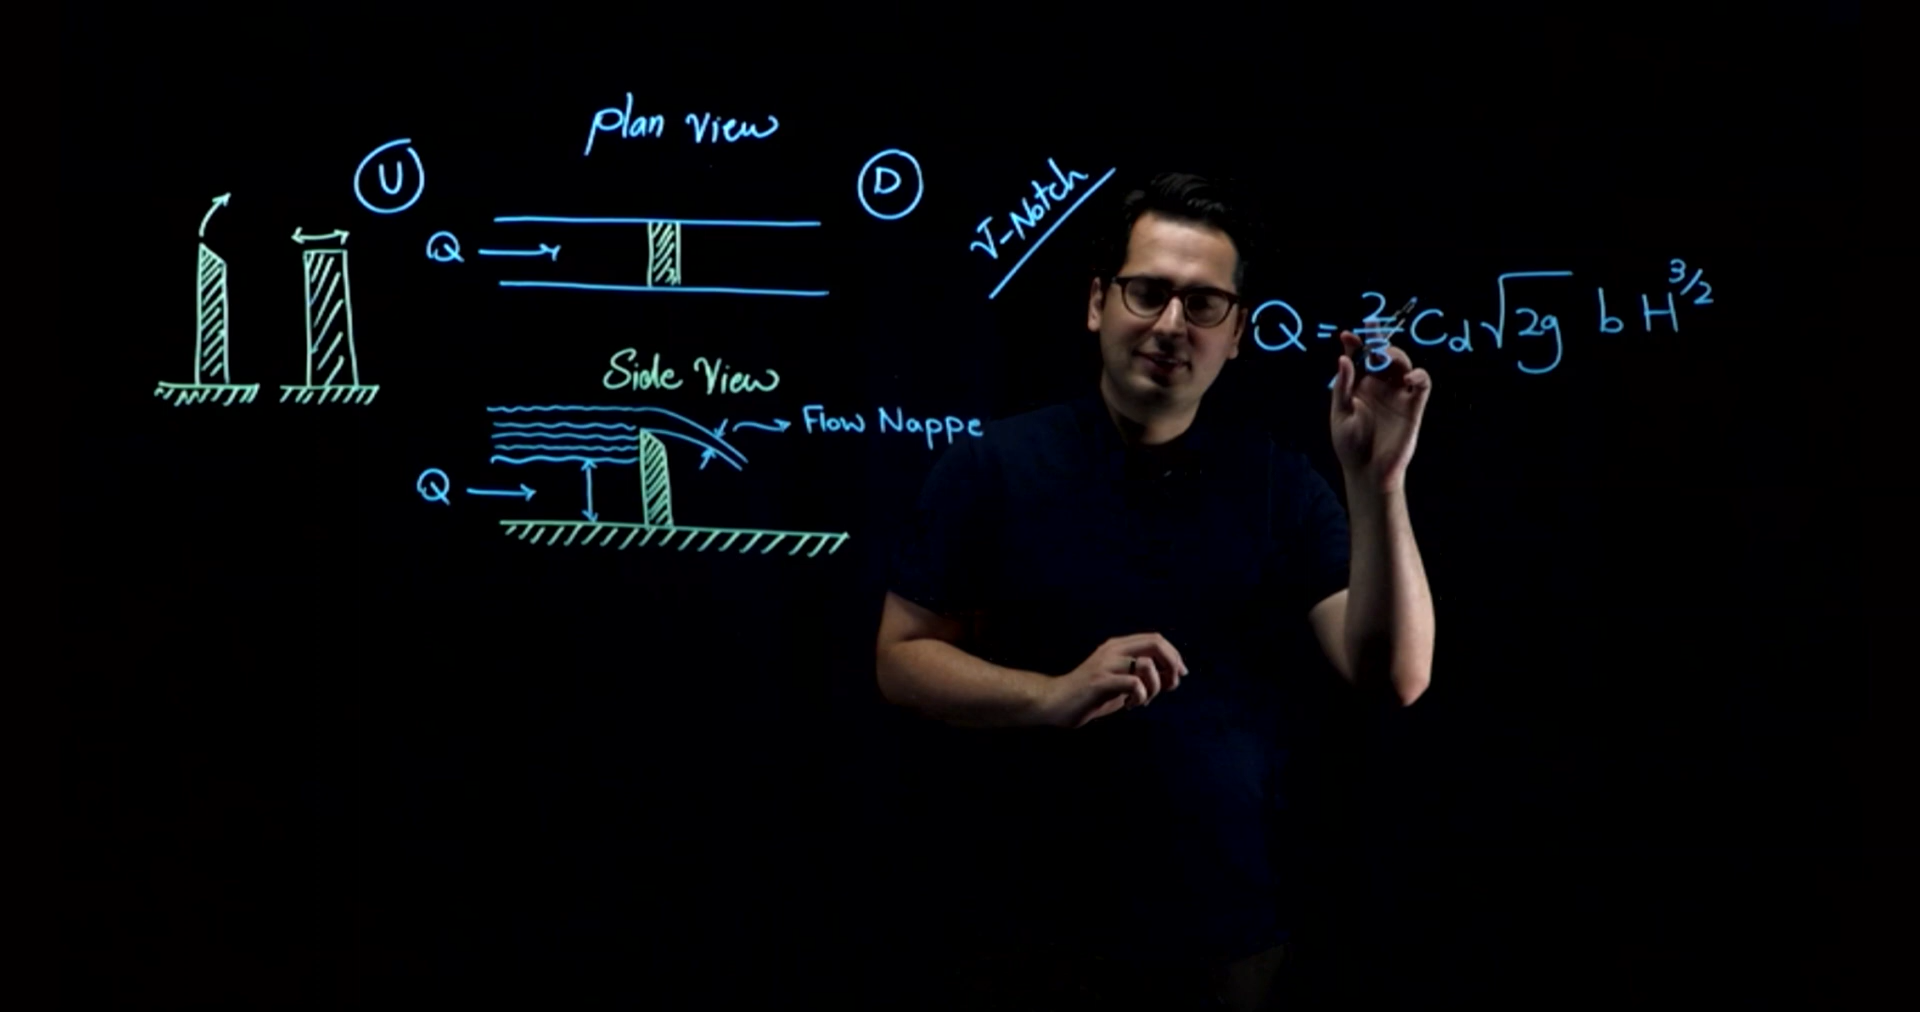 Plan View
U
D
Q
V-Notch
Q = 2/3 Cd √2g b H^3/2
Side View
Flow Nappe
Q